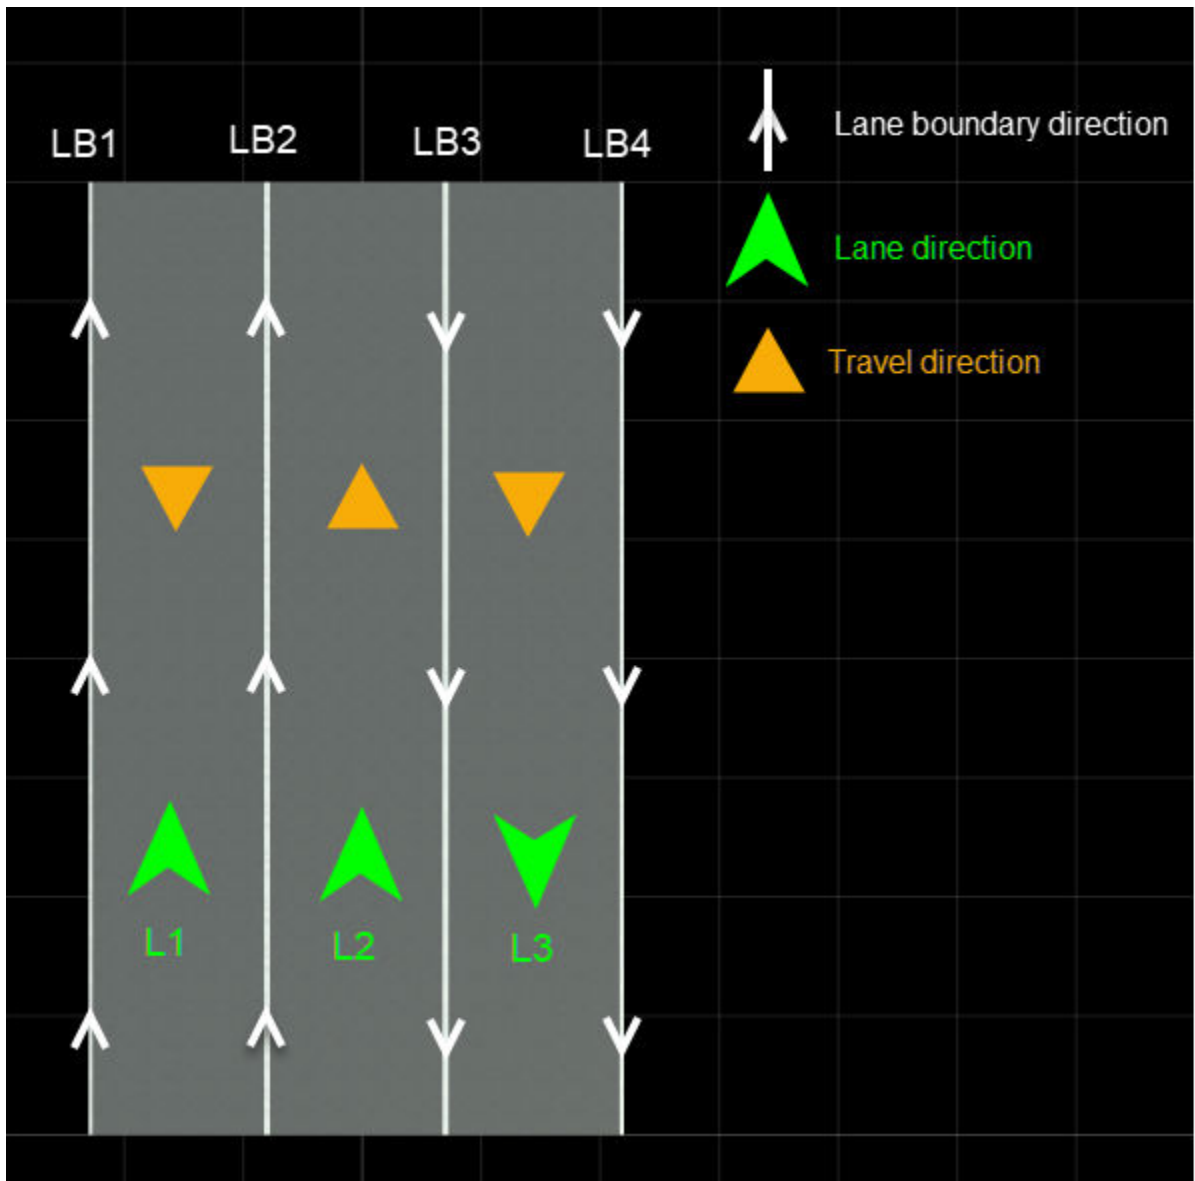 LB1
LB2
LB3
LB4
Lane boundary direction
Lane direction
Travel direction
L1
L2
L3